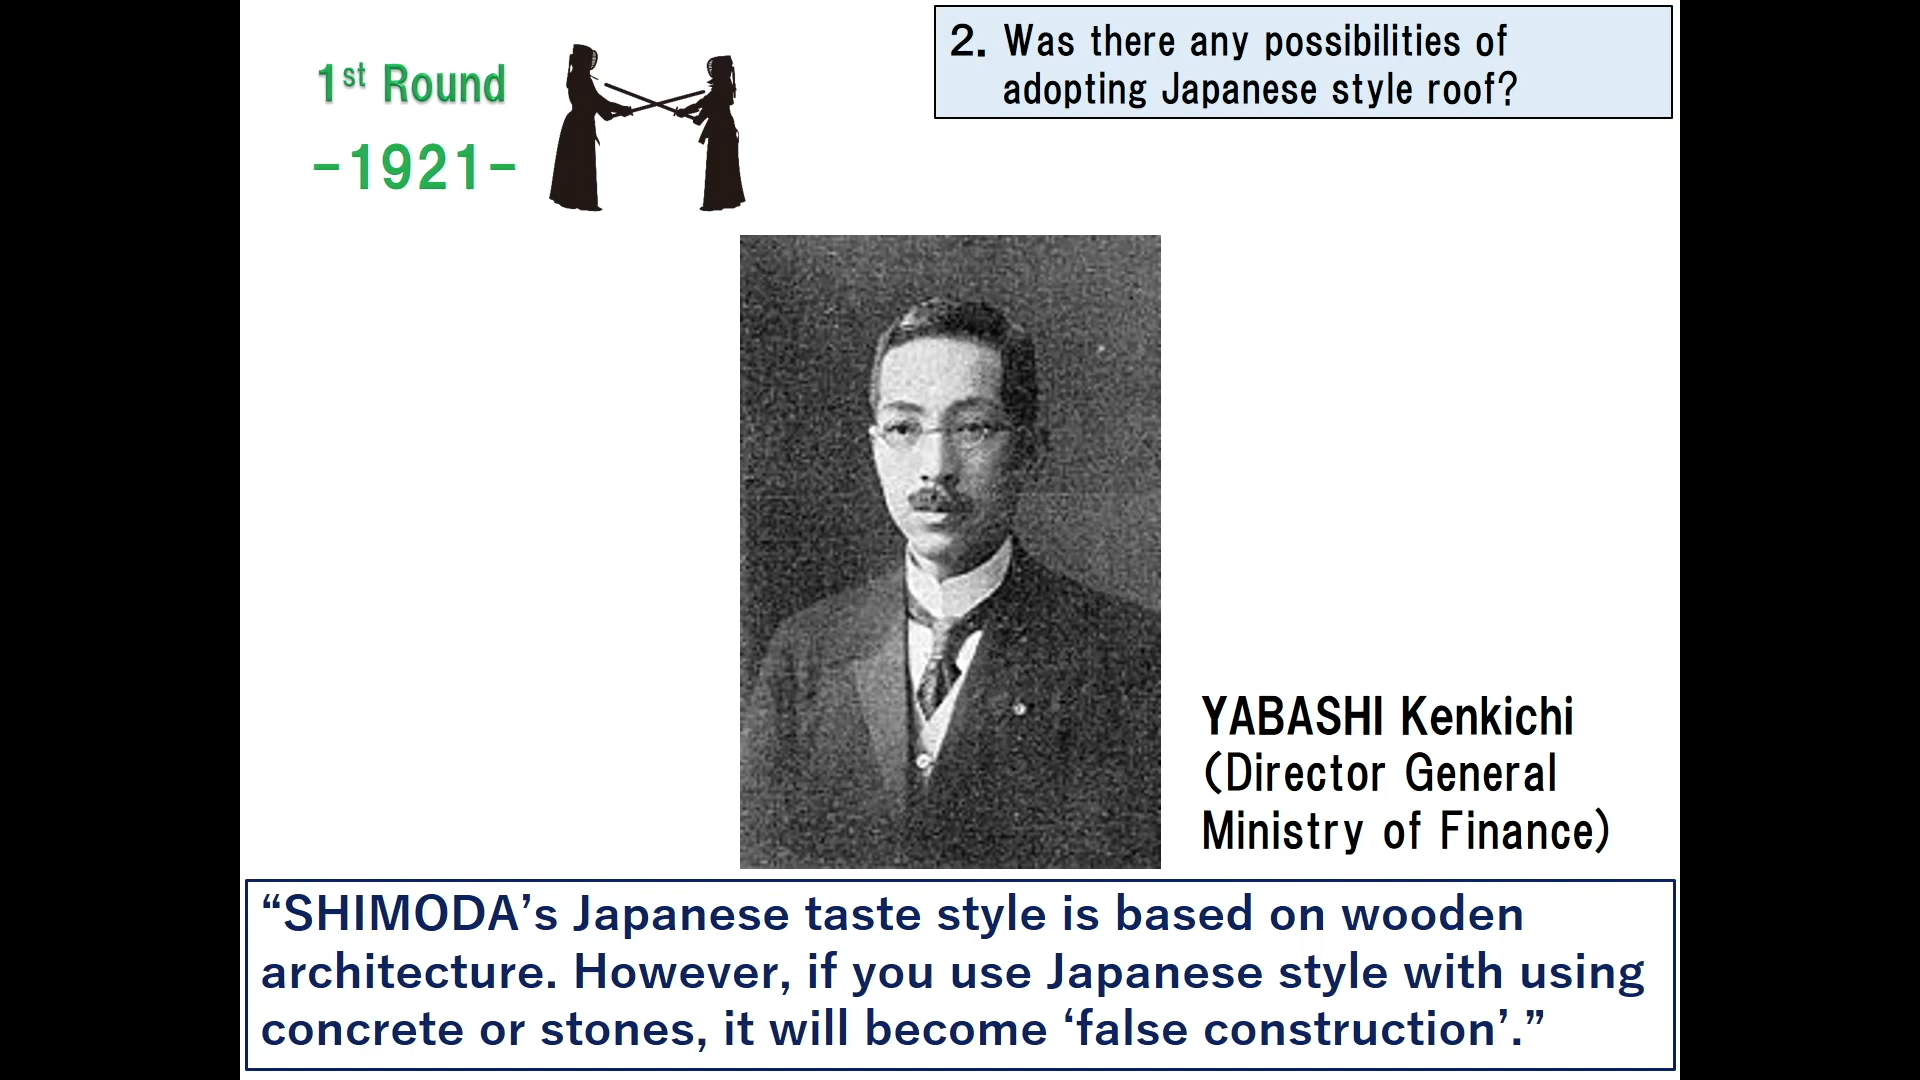 1st Round
-1921-
2. Was there any possibilities of
adopting Japanese style roof?
YABASHI Kenkichi
(Director General
Ministry of Finance)
“SHIMODA’s Japanese taste style is based on wooden
architecture. However, if you use Japanese style with using
concrete or stones, it will become ‘false construction’.”